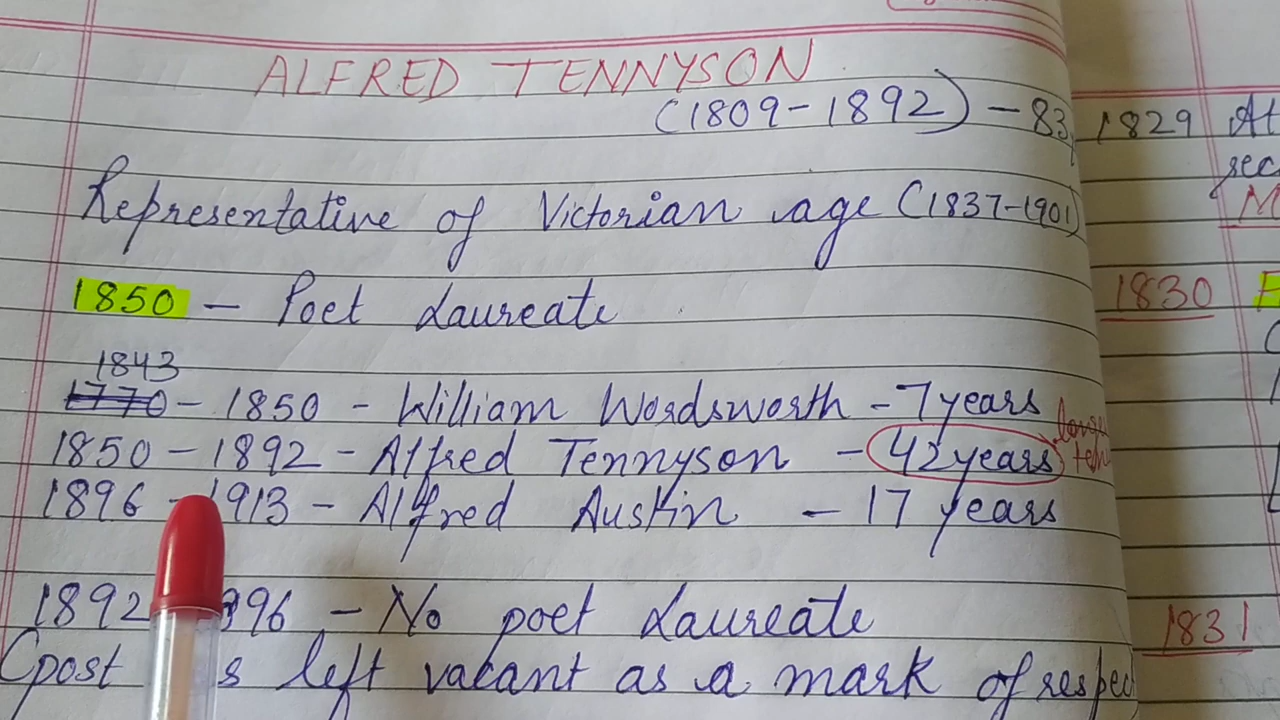 ALFRED TENNYSON
(1809-1892) - 83
Representative of Victorian age (1837-1901)
1850 - Poet Laureate
1843
1770 - 1850 - William Wordsworth - 7 years
1850 - 1892 - Alfred Tennyson - 42 years
1896 - 1913 - Alfred Austin - 17 years
1892 - No poet Laureate
(post left vacant as a mark of respect
1829 At
1830
1831